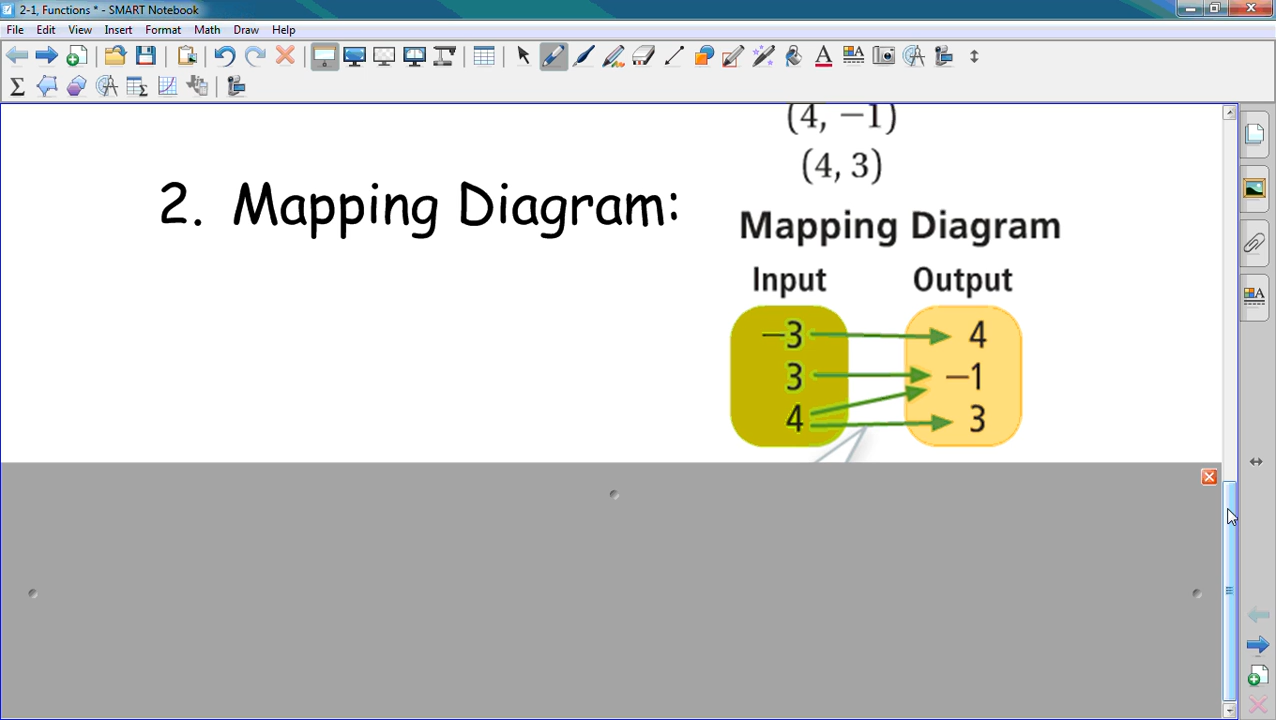 2-1, Functions * - SMART Notebook
File Edit View Insert Format Math Draw Help
(4, −1)
(4, 3)
2. Mapping Diagram:
Mapping Diagram
Input Output
−3 4
3 −1
4 3